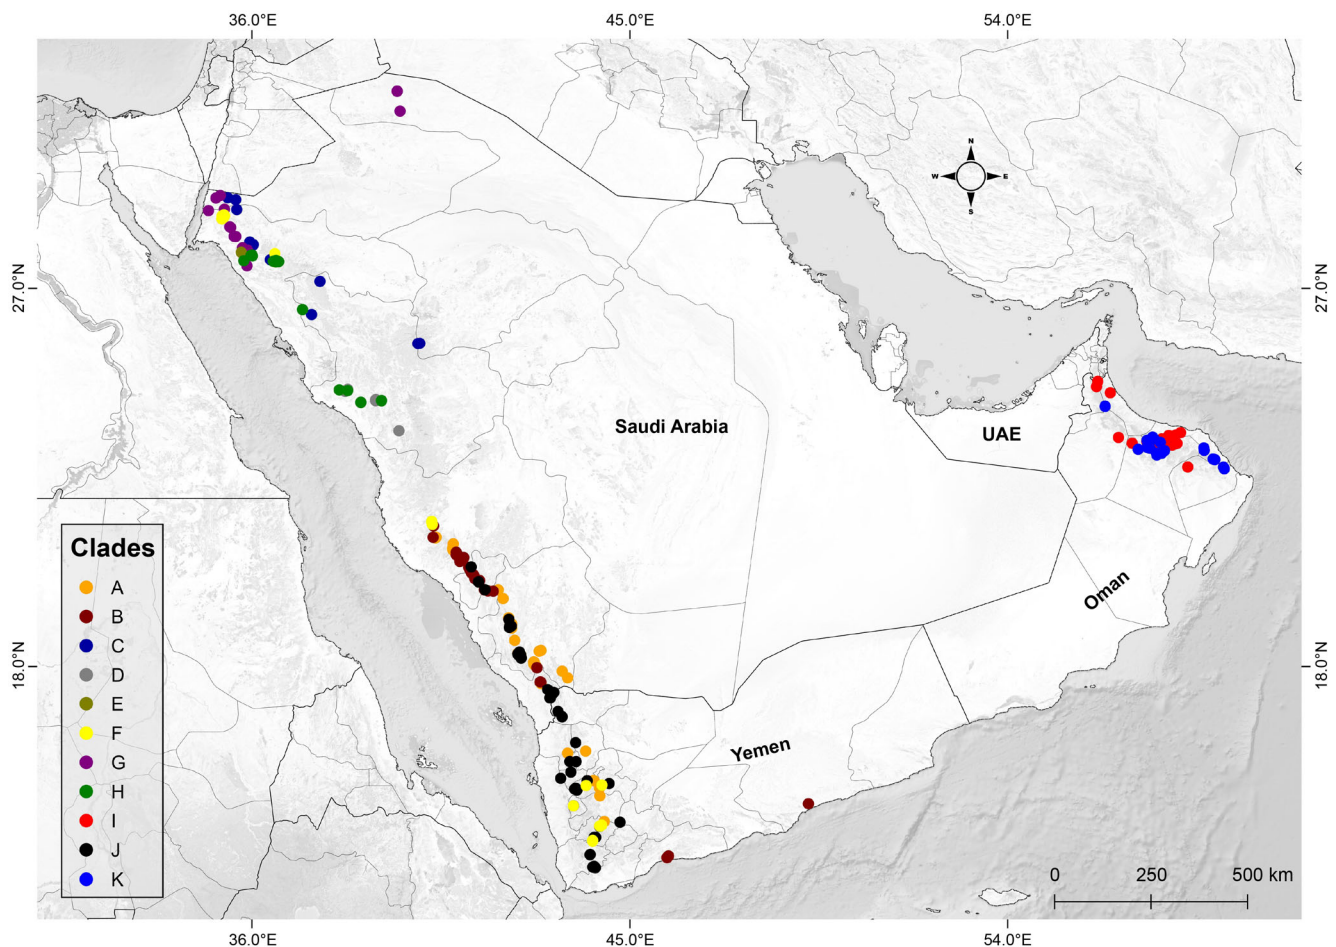 36.0°E 45.0°E 54.0°E
N
W E
S
27.0°N 27.0°N
Saudi Arabia UAE
Clades
A
B
C
D
E
F
G
H
I
J
K
Oman
18.0°N 18.0°N
Yemen
0 250 500 km
36.0°E 45.0°E 54.0°E